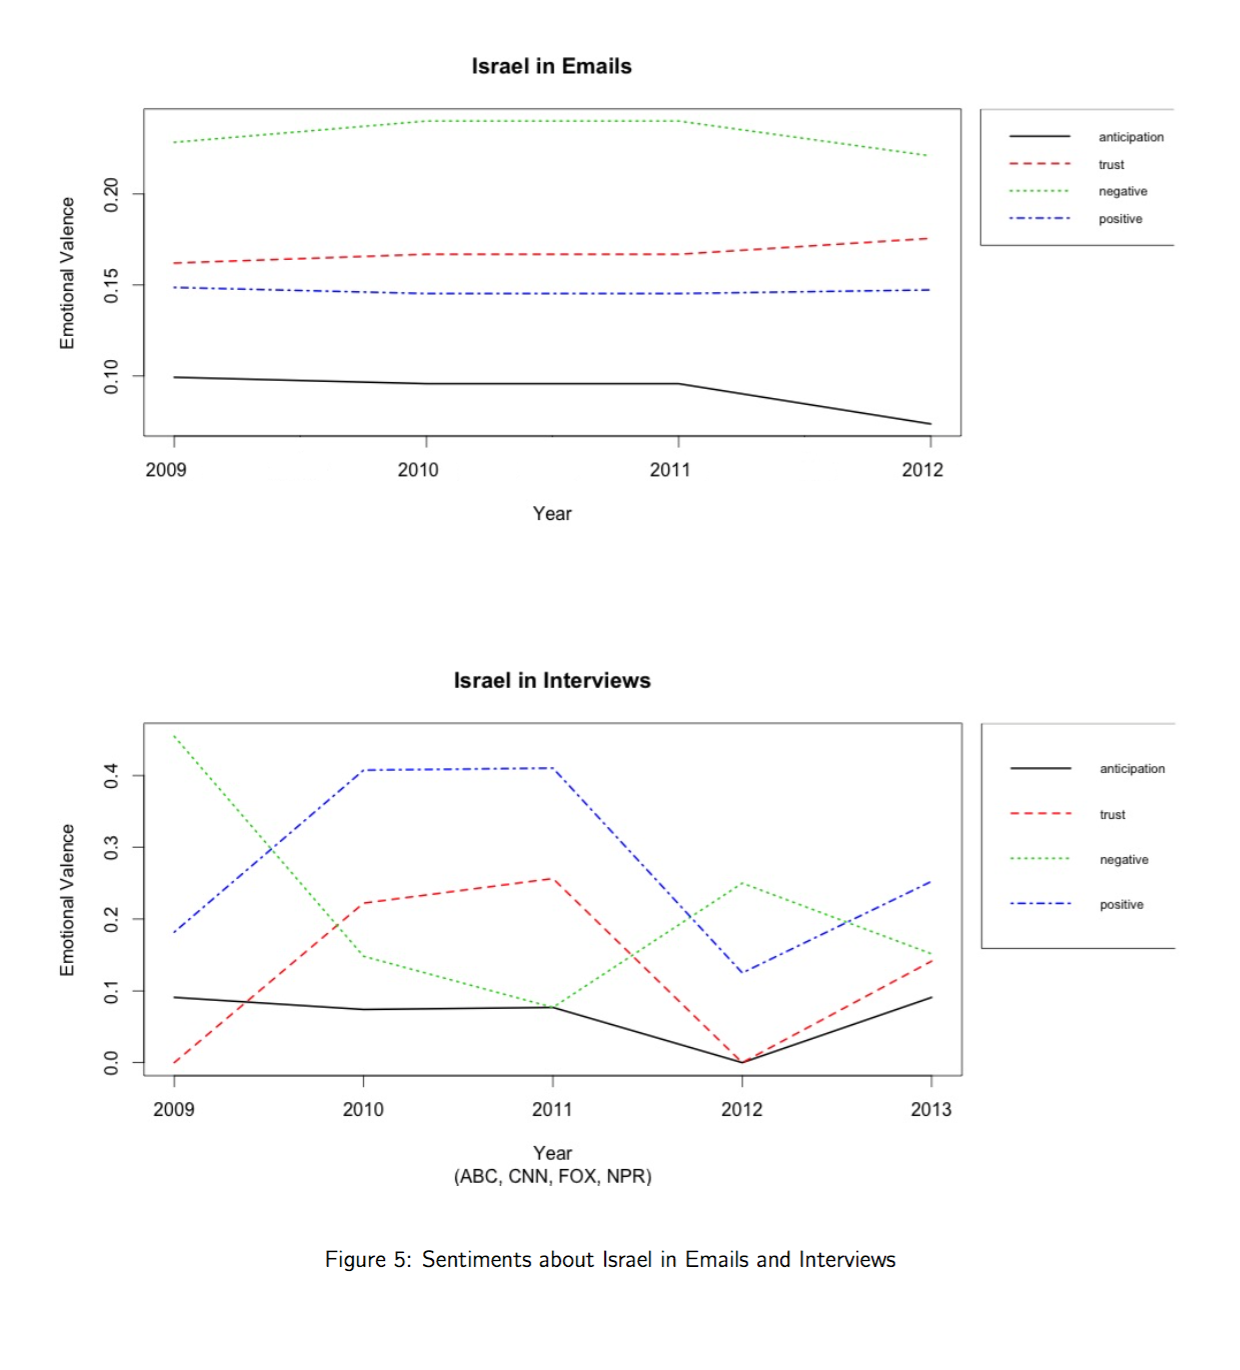 Israel in Emails
Emotional Valence
0.20
0.15
0.10
2009 2010 2011 2012
Year
anticipation
trust
negative
positive
Israel in Interviews
Emotional Valence
0.4
0.3
0.2
0.1
0.0
2009 2010 2011 2012 2013
Year
(ABC, CNN, FOX, NPR)
anticipation
trust
negative
positive
Figure 5: Sentiments about Israel in Emails and Interviews